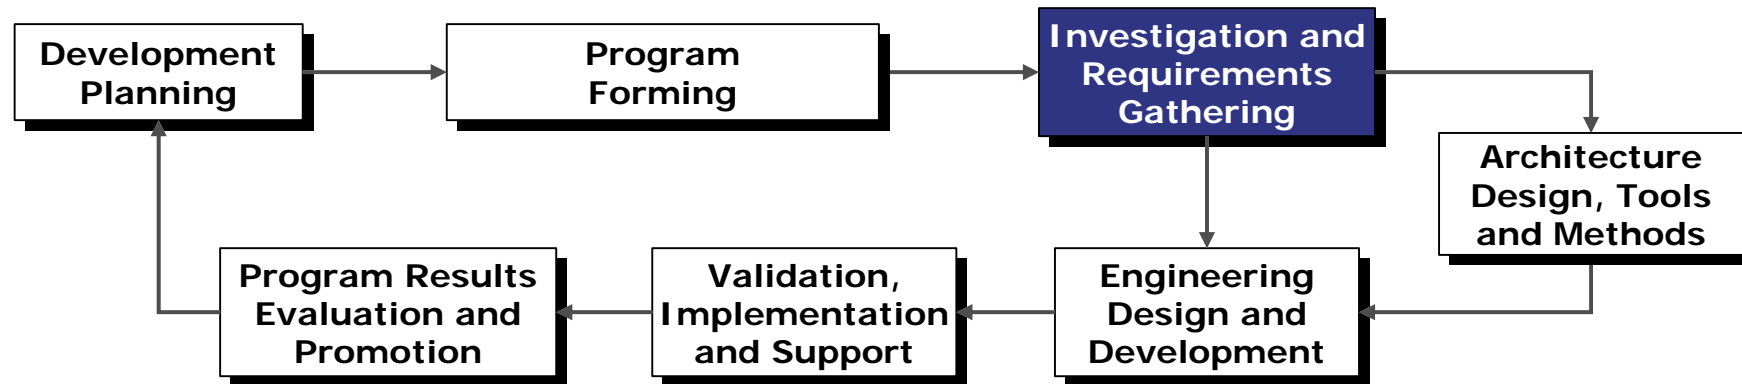 Development
Planning
Program
Forming
Investigation and
Requirements
Gathering
Architecture
Design, Tools
and Methods
Program Results
Evaluation and
Promotion
Validation,
Implementation
and Support
Engineering
Design and
Development